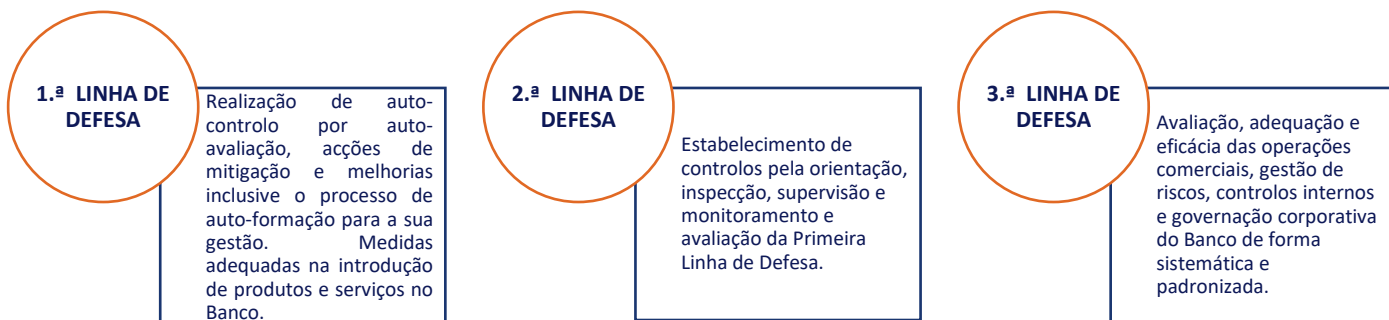 1.ª LINHA DE
DEFESA
Realização de auto-
controlo por auto-
avaliação, acções de
mitigação e melhorias
inclusive o processo de
auto-formação para a sua
gestão. Medidas
adequadas na introdução
de produtos e serviços no
Banco.
2.ª LINHA DE
DEFESA
Estabelecimento de
controlos pela orientação,
inspecção, supervisão e
monitoramento e
avaliação da Primeira
Linha de Defesa.
3.ª LINHA DE
DEFESA
Avaliação, adequação e
eficácia das operações
comerciais, gestão de
riscos, controlos internos
e governação corporativa
do Banco de forma
sistemática e
padronizada.